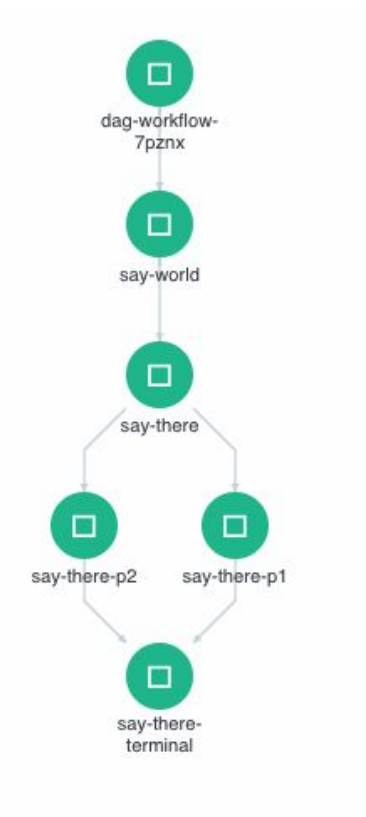 dag-workflow-
7pznx
say-world
say-there
say-there-p2
say-there-p1
say-there-
terminal